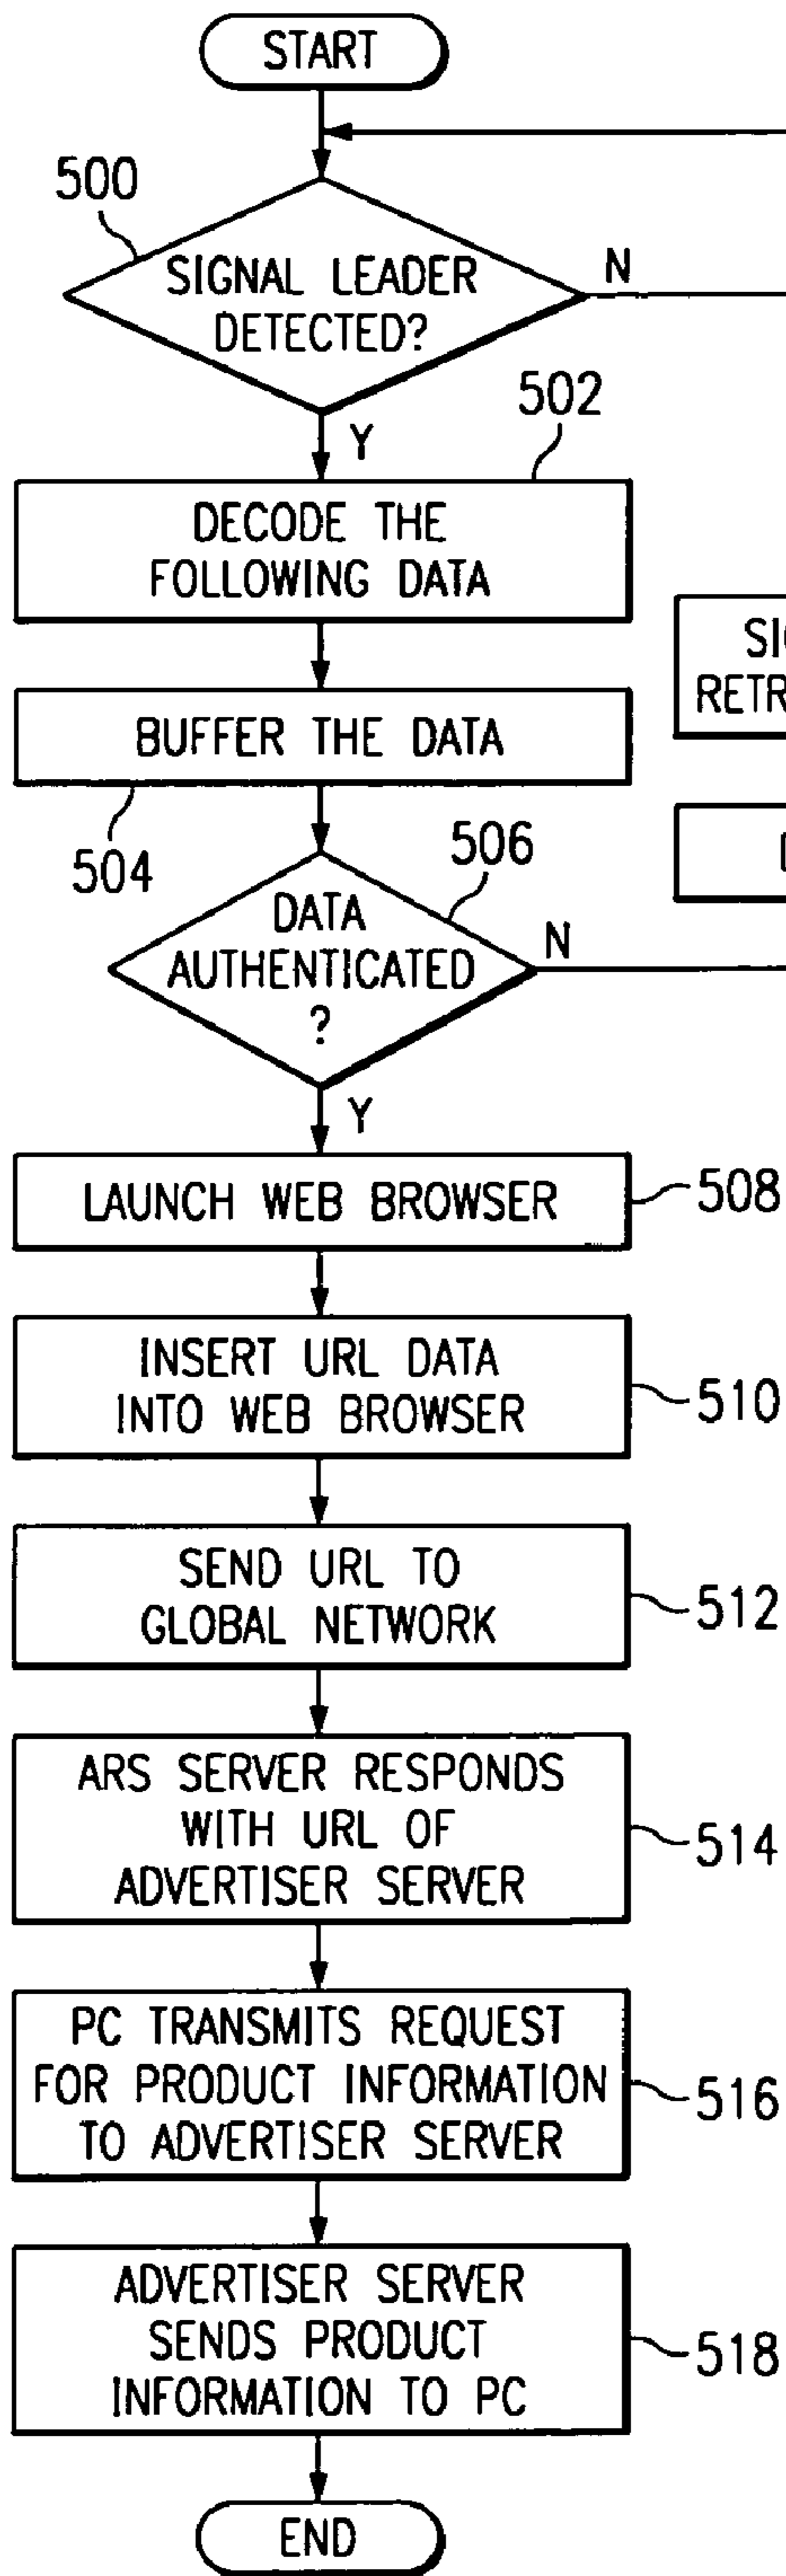 START
500
SIGNAL LEADER
DETECTED?
N
Y
502
DECODE THE
FOLLOWING DATA
BUFFER THE DATA
504
506
DATA
AUTHENTICATED
?
N
Y
LAUNCH WEB BROWSER
508
INSERT URL DATA
INTO WEB BROWSER
510
SEND URL TO
GLOBAL NETWORK
512
ARS SERVER RESPONDS
WITH URL OF
ADVERTISER SERVER
514
PC TRANSMITS REQUEST
FOR PRODUCT INFORMATION
TO ADVERTISER SERVER
516
ADVERTISER SERVER
SENDS PRODUCT
INFORMATION TO PC
518
END